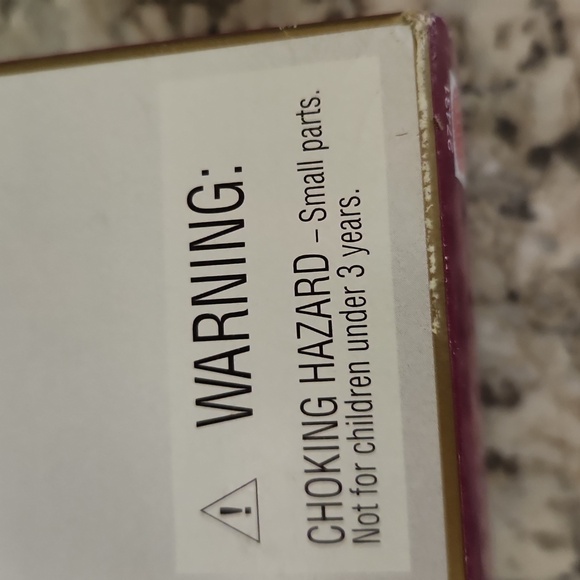 WARNING:
CHOKING HAZARD – Small parts.
Not for children under 3 years.